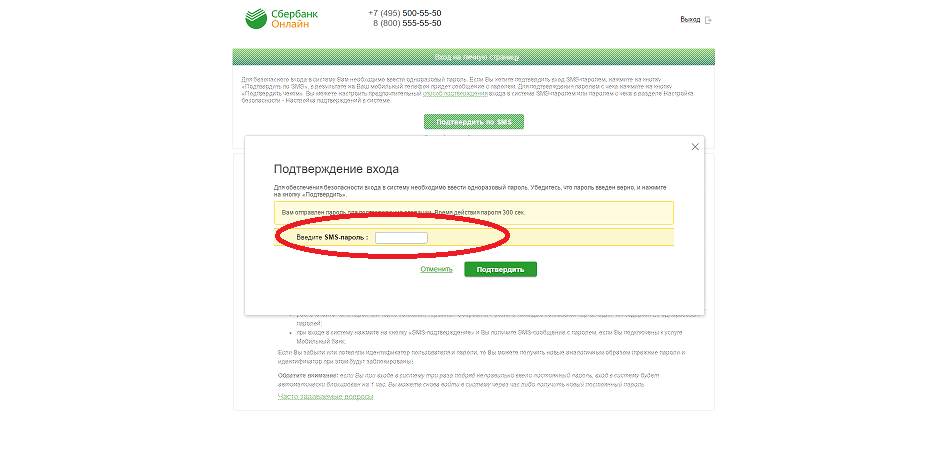 Сбербанк
Онлайн
+7 (495) 500-55-50
8 (800) 555-55-50
Выход
Вход на личную страницу
Для безопасного входа в систему Вам необходимо ввести одноразовый пароль. Если Вы хотите подтвердить вход SMS-паролем, нажмите на кнопку
«Подтвердить по SMS», в результате на Ваш мобильный телефон придет сообщение с паролем. Для подтверждения паролем с чека нажмите на кнопку
«Подтвердить чеком». Вы можете настроить предпочтительный способ подтверждения входа в системе SMS-паролем или паролем с чека в разделе Настройка
безопасности - Настройка подтверждений в системе
Подтвердить по SMS
Подтверждение входа
Для обеспечения безопасности входа в систему необходимо ввести одноразовый пароль. Убедитесь, что пароль введен верно, и нажмите
на кнопку «Подтвердить».
Вам отправлен пароль для подтверждения операции. Время действия пароля 300 сек.
Введите SMS-пароль :
Отменить
Подтвердить
паролей;
при входе в систему нажмите на кнопку «SMS-подтверждение» и Вы получите SMS-сообщение с паролем, если Вы подключены к услуге
Мобильный банк.
Если Вы забыли или потеряли идентификатор пользователя и пароли, то Вы можете получить новые аналогичным образом (прежние пароли и
идентификатор при этом будут заблокированы)
Обратите внимание: если Вы при входе в систему три раза подряд неправильно ввели постоянный пароль, вход в систему будет
автоматически блокирован на 1 час. Вы можете снова войти в систему через час либо получить новый постоянный пароль.
Часто задаваемые вопросы